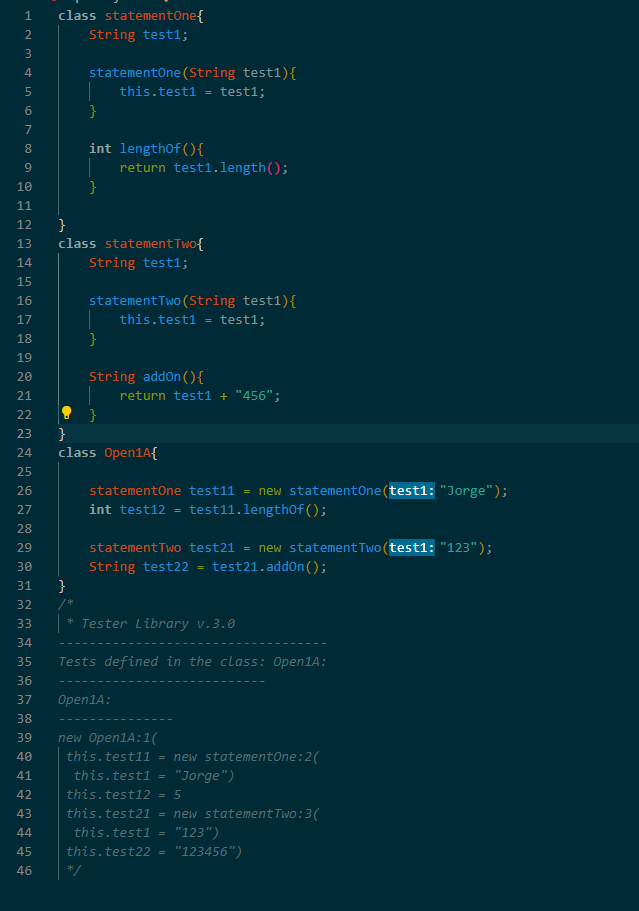 1 class statementOne{
2     String test1;
3
4     statementOne(String test1){
5         this.test1 = test1;
6     }
7
8     int lengthOf(){
9         return test1.length();
10     }
11
12 }
13 class statementTwo{
14     String test1;
15
16     statementTwo(String test1){
17         this.test1 = test1;
18     }
19
20     String addOn(){
21         return test1 + "456";
22     }
23 }
24 class Open1A{
25
26     statementOne test11 = new statementOne(test1: "Jorge");
27     int test12 = test11.lengthOf();
28
29     statementTwo test21 = new statementTwo(test1: "123");
30     String test22 = test21.addOn();
31 }
32 /*
33  * Tester Library v.3.0
34 -----------------------------------
35 Tests defined in the class: Open1A:
36 ---------------------------
37 Open1A:
38 ---------------
39 new Open1A:1(
40  this.test11 = new statementOne:2(
41   this.test1 = "Jorge")
42  this.test12 = 5
43  this.test21 = new statementTwo:3(
44   this.test1 = "123")
45  this.test22 = "123456")
46  */